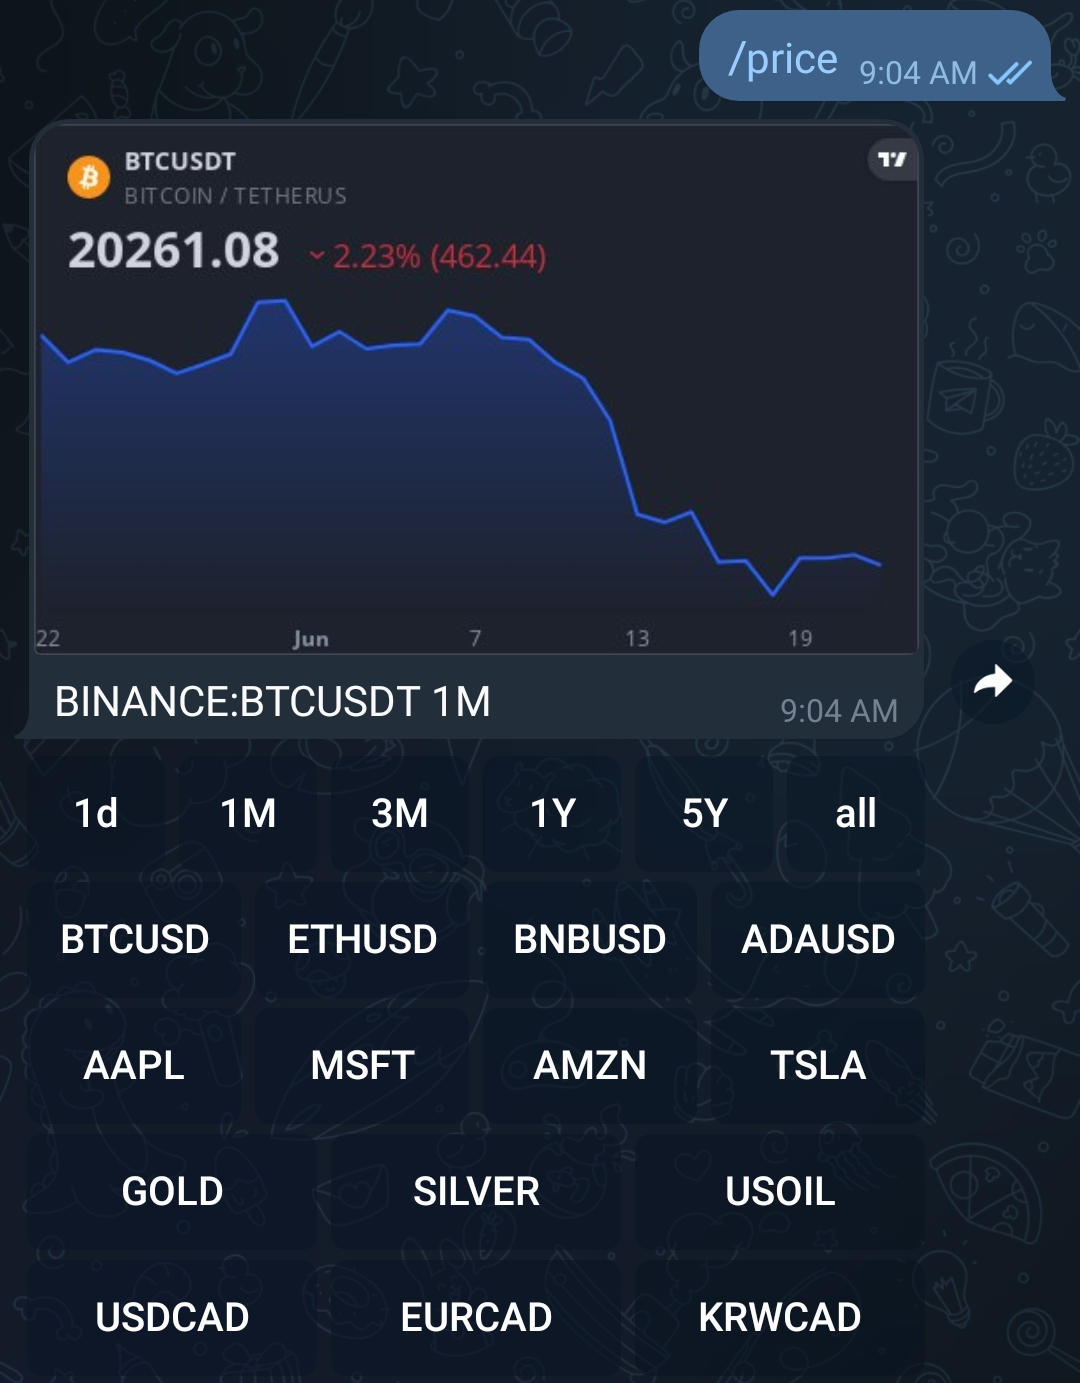 /price 9:04 AM
BTCUSDT
BITCOIN / TETHERUS
20261.08 2.23% (462.44)
22 Jun 7 13 19
BINANCE:BTCUSDT 1M 9:04 AM
1d 1M 3M 1Y 5Y all
BTCUSD ETHUSD BNBUSD ADAUSD
AAPL MSFT AMZN TSLA
GOLD SILVER USOIL
USDCAD EURCAD KRWCAD